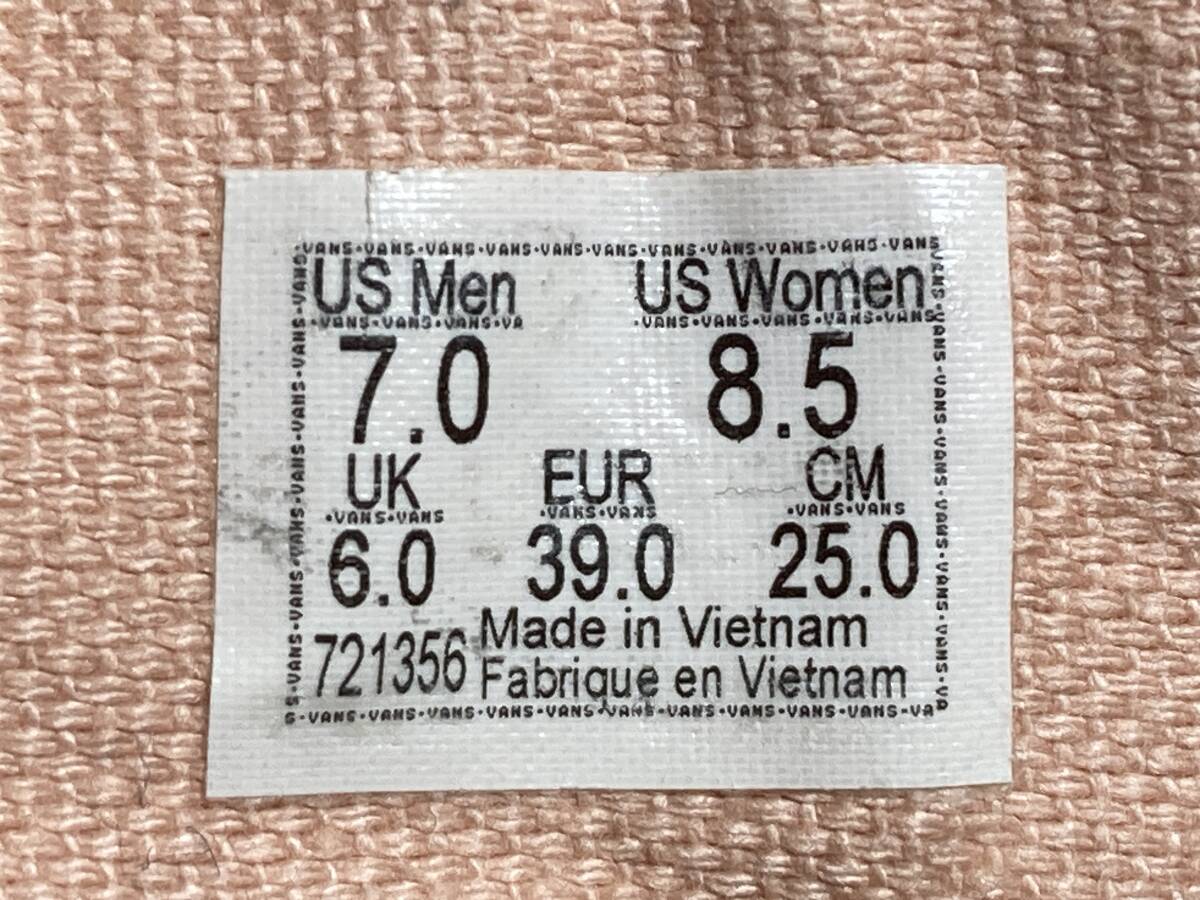 ·VANS·VANS·VANS·VANS·VANS·VANS·VANS·VANS·VANS·VANS·VANS
US Men US Women
·VANS·VANS·VANS·VA ·VANS·VANS·VANS·VANS
7.0 8.5
UK EUR CM
·VANS·VANS ·VANS·VANS ·VANS·VANS
6.0 39.0 25.0
721356 Made in Vietnam
Fabrique en Vietnam
S·VANS·VANS·VANS·VANS·VANS·VANS·VANS·VANS·VANS·VANS·VA